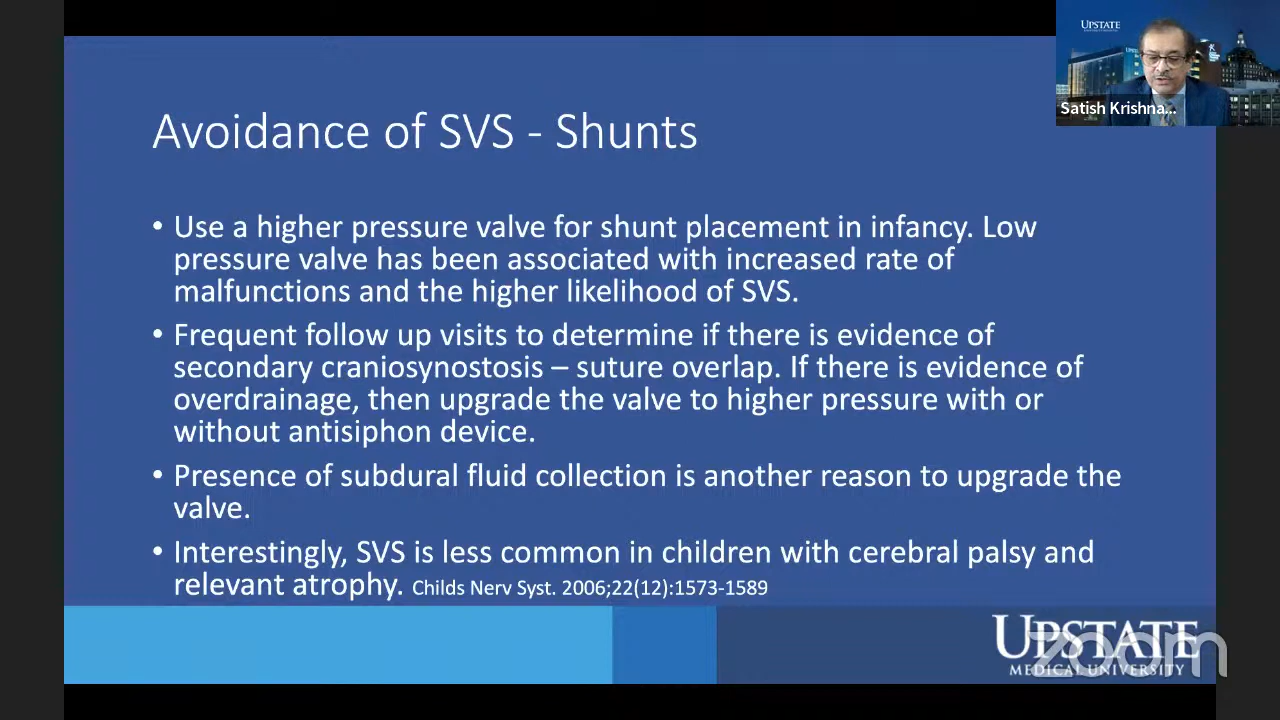 UPSTATE
Satish Krishna...
Avoidance of SVS - Shunts
• Use a higher pressure valve for shunt placement in infancy. Low
pressure valve has been associated with increased rate of
malfunctions and the higher likelihood of SVS.
• Frequent follow up visits to determine if there is evidence of
secondary craniosynostosis – suture overlap. If there is evidence of
overdrainage, then upgrade the valve to higher pressure with or
without antisiphon device.
• Presence of subdural fluid collection is another reason to upgrade the
valve.
• Interestingly, SVS is less common in children with cerebral palsy and
relevant atrophy. Childs Nerv Syst. 2006;22(12):1573-1589
UPSTATE
MEDICAL UNIVERSITY
zoom